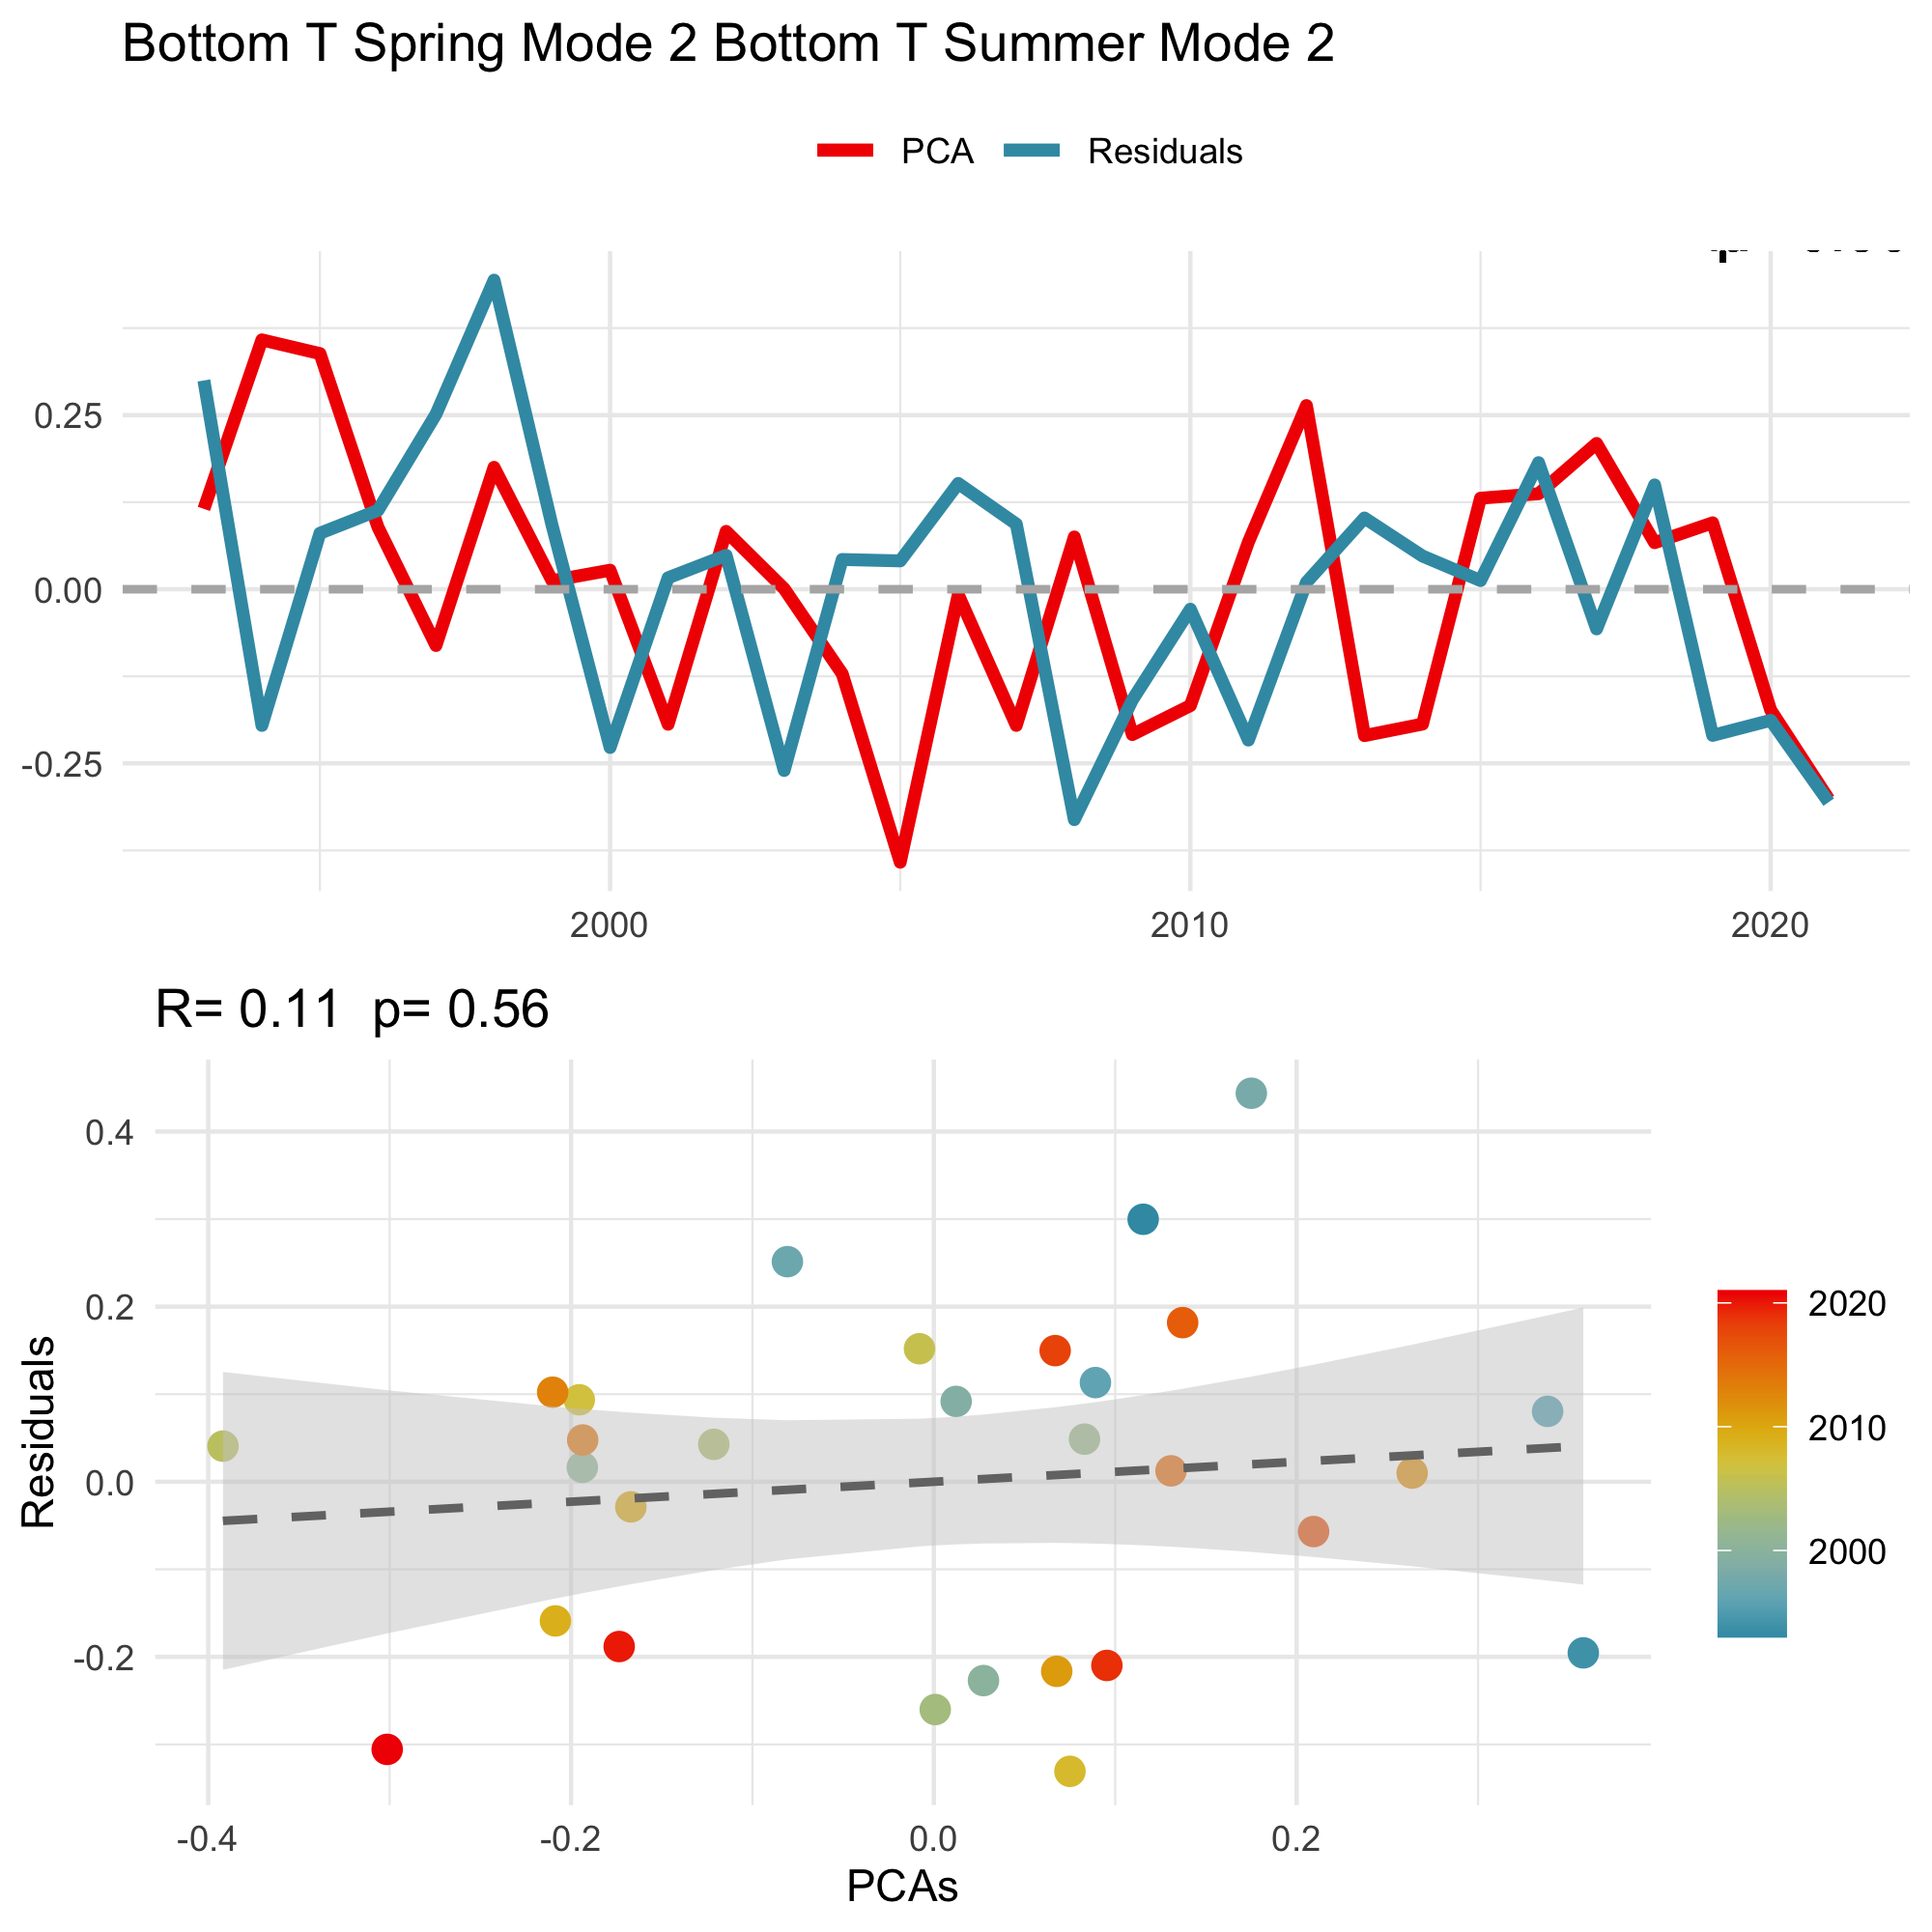 Bottom T Spring Mode 2 Bottom T Summer Mode 2
PCA Residuals
0.25
0.00
-0.25
2000 2010 2020
R= 0.11 p= 0.56
Residuals
0.4
0.2
0.0
-0.2
-0.4 -0.2 0.0 0.2
PCAs
2020
2010
2000